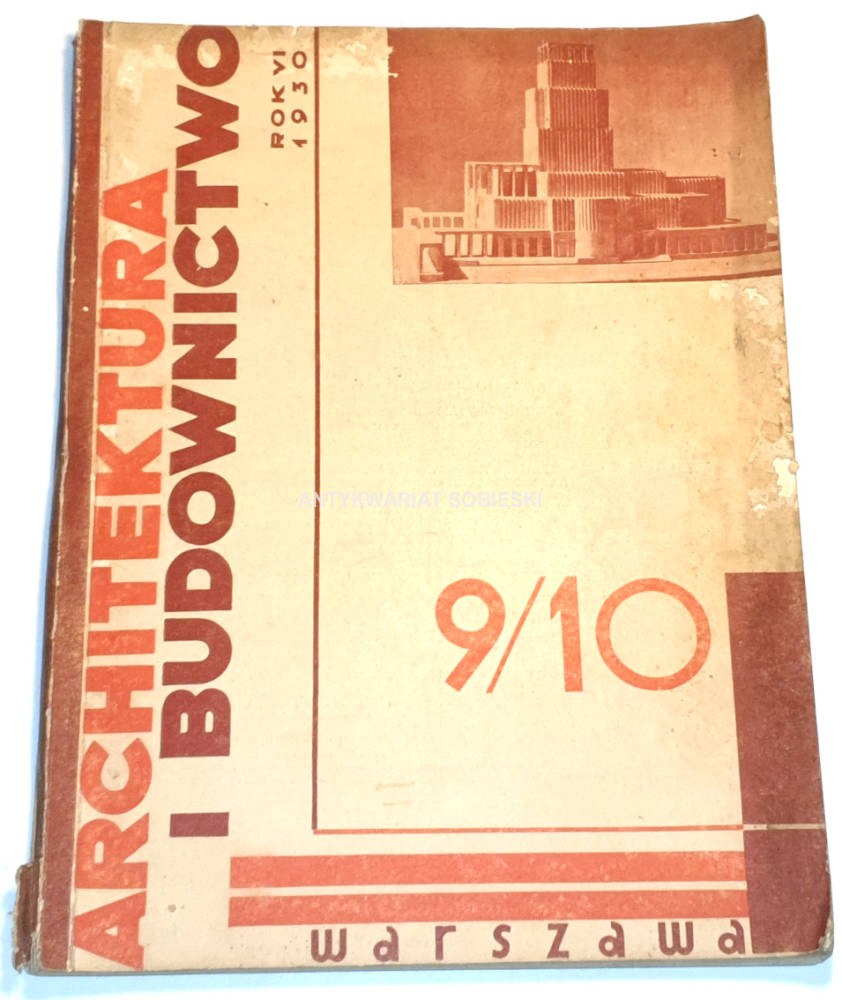 ARCHITEKTURA
I BUDOWNICTWO
ROK VI
1930
ANTYKWARIAT SOBIESKI
9/10
warszawa